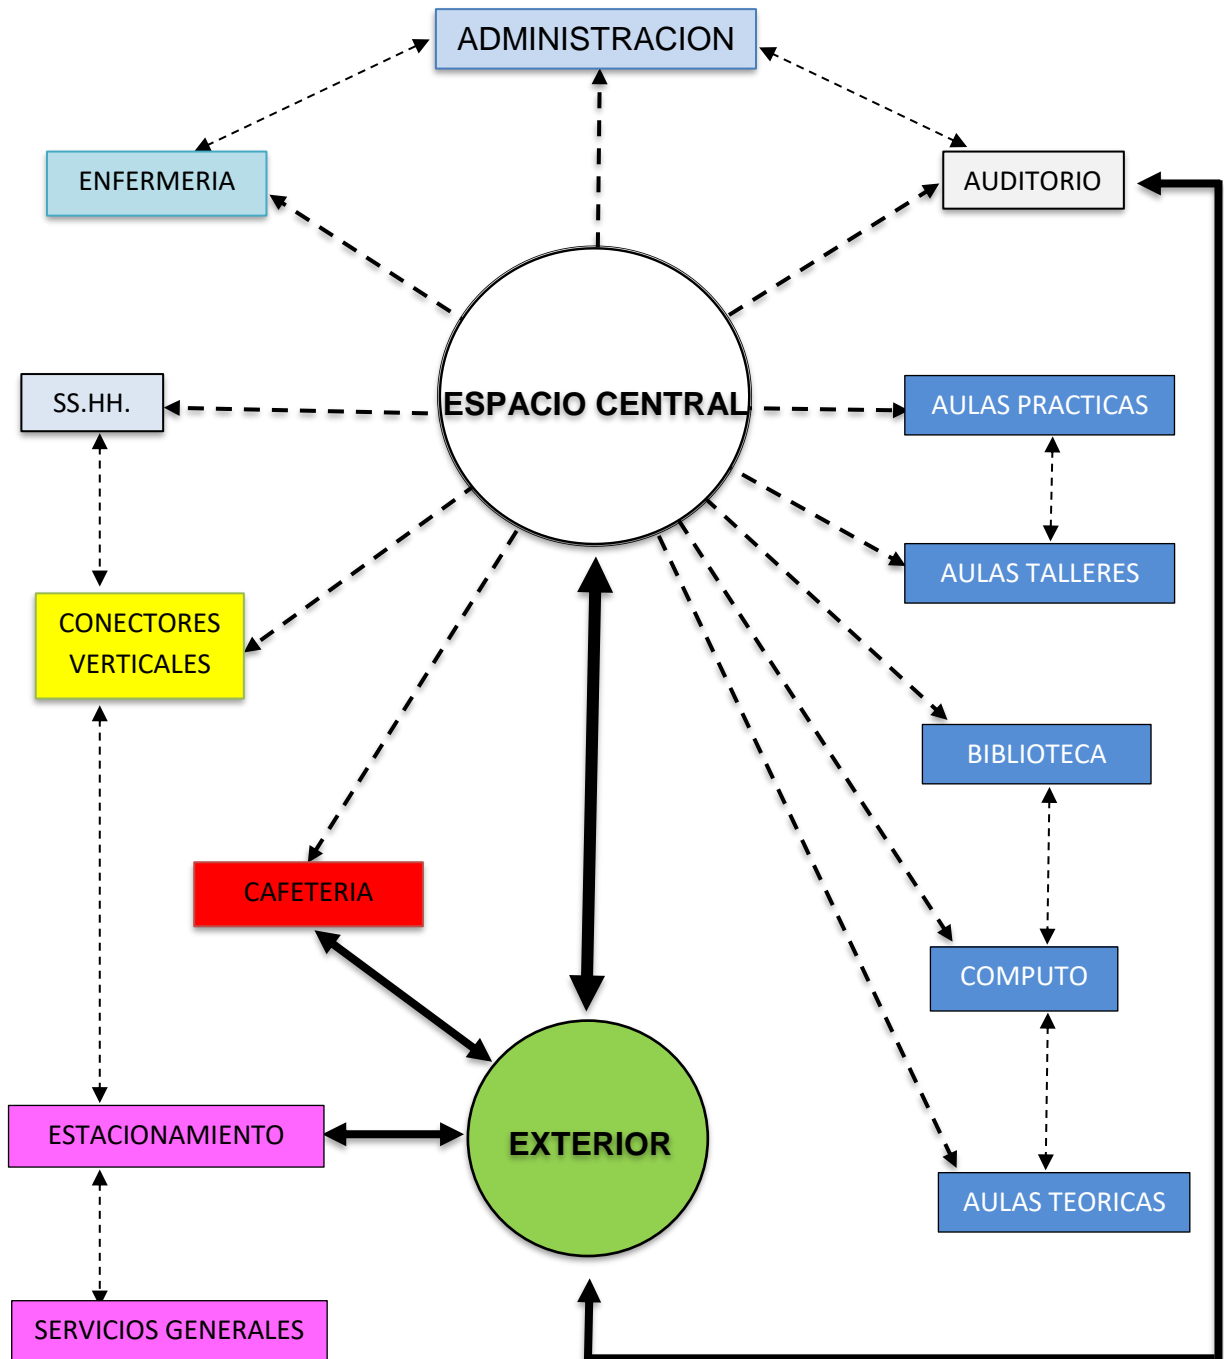 ADMINISTRACION
ENFERMERIA
AUDITORIO
SS.HH.
ESPACIO CENTRAL
AULAS PRACTICAS
AULAS TALLERES
CONECTORES
VERTICALES
BIBLIOTECA
CAFETERIA
COMPUTO
ESTACIONAMIENTO
EXTERIOR
AULAS TEORICAS
SERVICIOS GENERALES